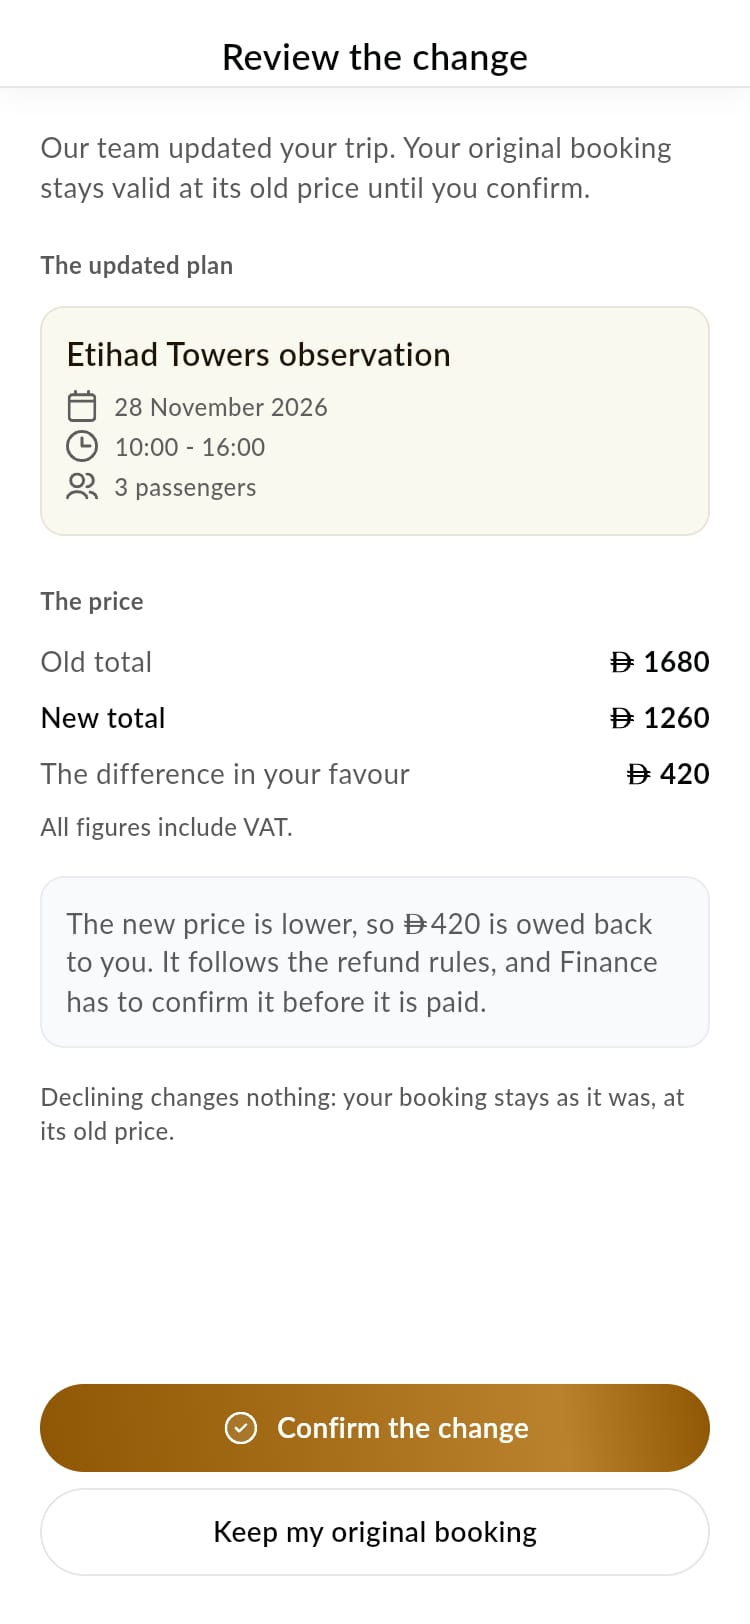 Review the change
Our team updated your trip. Your original booking
stays valid at its old price until you confirm.
The updated plan
Etihad Towers observation
28 November 2026
10:00 - 16:00
3 passengers
The price
Old total
 1680
New total
 1260
The difference in your favour
 420
All figures include VAT.
The new price is lower, so 420 is owed back
to you. It follows the refund rules, and Finance
has to confirm it before it is paid.
Declining changes nothing: your booking stays as it was, at
its old price.
Confirm the change
Keep my original booking